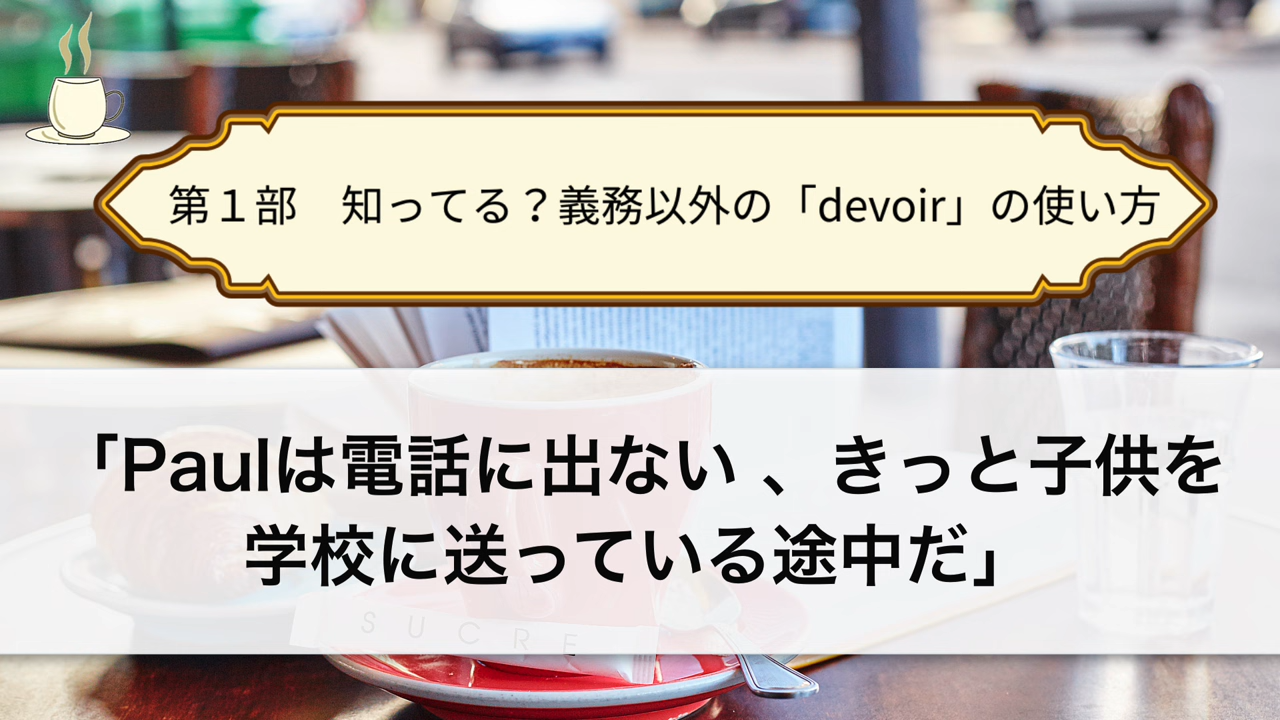 第１部　知ってる？義務以外の「devoir」の使い方
「Paulは電話に出ない 、きっと子供を
学校に送っている途中だ」
SUCRE